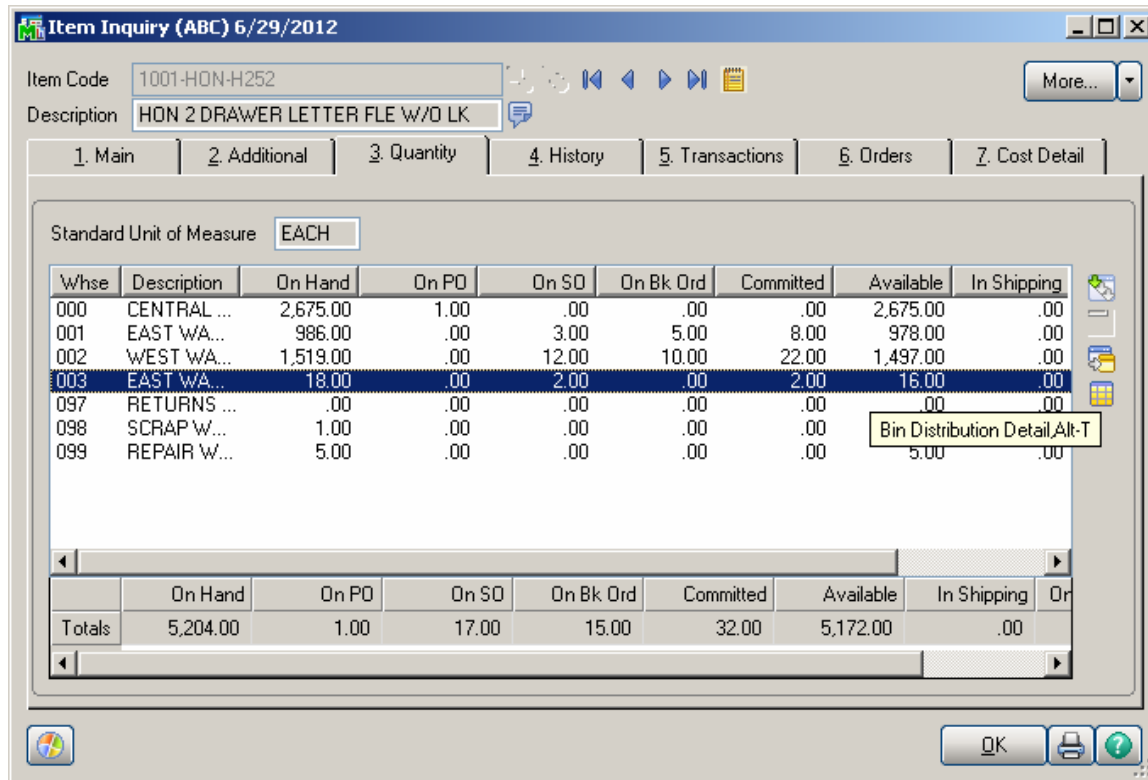 Item Inquiry (ABC) 6/29/2012
Item Code 1001-HON-H252 More...
Description HON 2 DRAWER LETTER FLE W/O LK
1. Main 2. Additional 3. Quantity 4. History 5. Transactions 6. Orders 7. Cost Detail
Standard Unit of Measure EACH
Whse Description On Hand On PO On SO On Bk Ord Committed Available In Shipping
000 CENTRAL ... 2,675.00 1.00 .00 .00 .00 2,675.00 .00
001 EAST WA... 986.00 .00 3.00 5.00 8.00 978.00 .00
002 WEST WA... 1,519.00 .00 12.00 10.00 22.00 1,497.00 .00
003 EAST WA... 18.00 .00 2.00 .00 2.00 16.00 .00
097 RETURNS ... .00 .00 .00 .00 .00 .00 .00
098 SCRAP W... 1.00 .00 .00 .00 .00 Bin Distribution Detail,Alt-T
099 REPAIR W... 5.00 .00 .00 .00 .00 5.00 .00
On Hand On PO On SO On Bk Ord Committed Available In Shipping Or
Totals 5,204.00 1.00 17.00 15.00 32.00 5,172.00 .00
OK